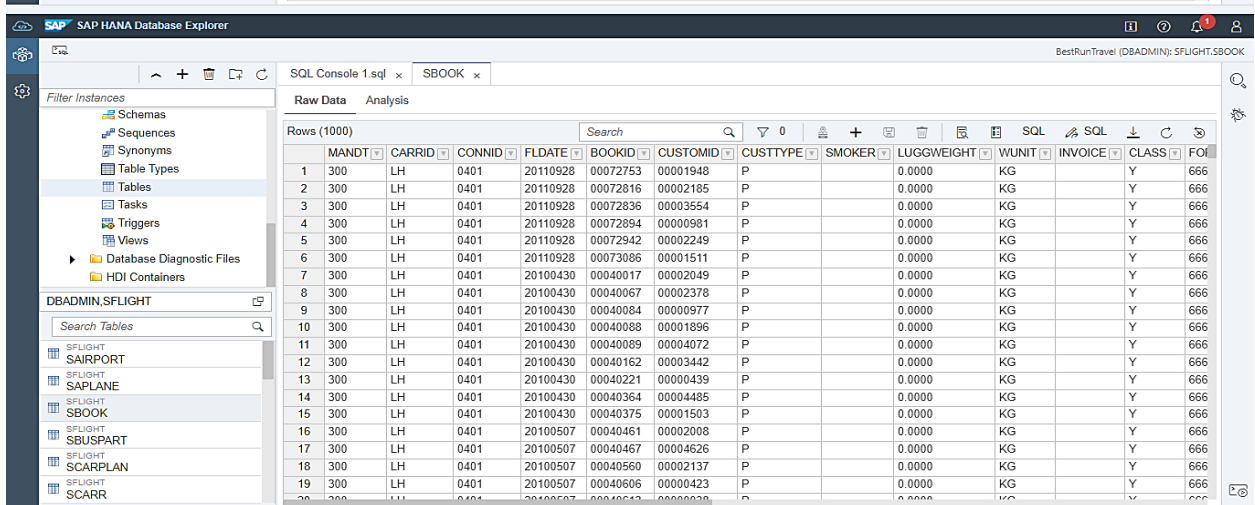 SAP SAP HANA Database Explorer
1
BestRunTravel (DBADMIN): SFLIGHT.SBOOK
SQL Console 1.sql × SBOOK ×
Filter Instances
Raw Data Analysis
Schemas
Sequences
Synonyms
Table Types
Tables
Tasks
Triggers
Views
Database Diagnostic Files
HDI Containers
DBADMIN,SFLIGHT
Search Tables
SFLIGHT
SAIRPORT
SFLIGHT
SAPLANE
SFLIGHT
SBOOK
SFLIGHT
SBUSPART
SFLIGHT
SCARPLAN
SFLIGHT
SCARR
Rows (1000) Search 0 SQL SQL
MANDT CARRID CONNID FLDATE BOOKID CUSTOMID CUSTTYPE SMOKER LUGGWEIGHT WUNIT INVOICE CLASS
1 300 LH 0401 20110928 00072753 00001948 P 0.0000 KG Y 666
2 300 LH 0401 20110928 00072816 00002185 P 0.0000 KG Y 666
3 300 LH 0401 20110928 00072836 00003554 P 0.0000 KG Y 666
4 300 LH 0401 20110928 00072894 00000981 P 0.0000 KG Y 666
5 300 LH 0401 20110928 00072942 00002249 P 0.0000 KG Y 666
6 300 LH 0401 20110928 00073086 00001511 P 0.0000 KG Y 666
7 300 LH 0401 20100430 00040017 00002049 P 0.0000 KG Y 666
8 300 LH 0401 20100430 00040067 00002378 P 0.0000 KG Y 666
9 300 LH 0401 20100430 00040084 00000977 P 0.0000 KG Y 666
10 300 LH 0401 20100430 00040088 00001896 P 0.0000 KG Y 666
11 300 LH 0401 20100430 00040089 00004072 P 0.0000 KG Y 666
12 300 LH 0401 20100430 00040162 00003442 P 0.0000 KG Y 666
13 300 LH 0401 20100430 00040221 00000439 P 0.0000 KG Y 666
14 300 LH 0401 20100430 00040364 00004485 P 0.0000 KG Y 666
15 300 LH 0401 20100430 00040375 00001503 P 0.0000 KG Y 666
16 300 LH 0401 20100507 00040461 00002008 P 0.0000 KG Y 666
17 300 LH 0401 20100507 00040467 00004626 P 0.0000 KG Y 666
18 300 LH 0401 20100507 00040560 00002137 P 0.0000 KG Y 666
19 300 LH 0401 20100507 00040606 00000423 P 0.0000 KG Y 666